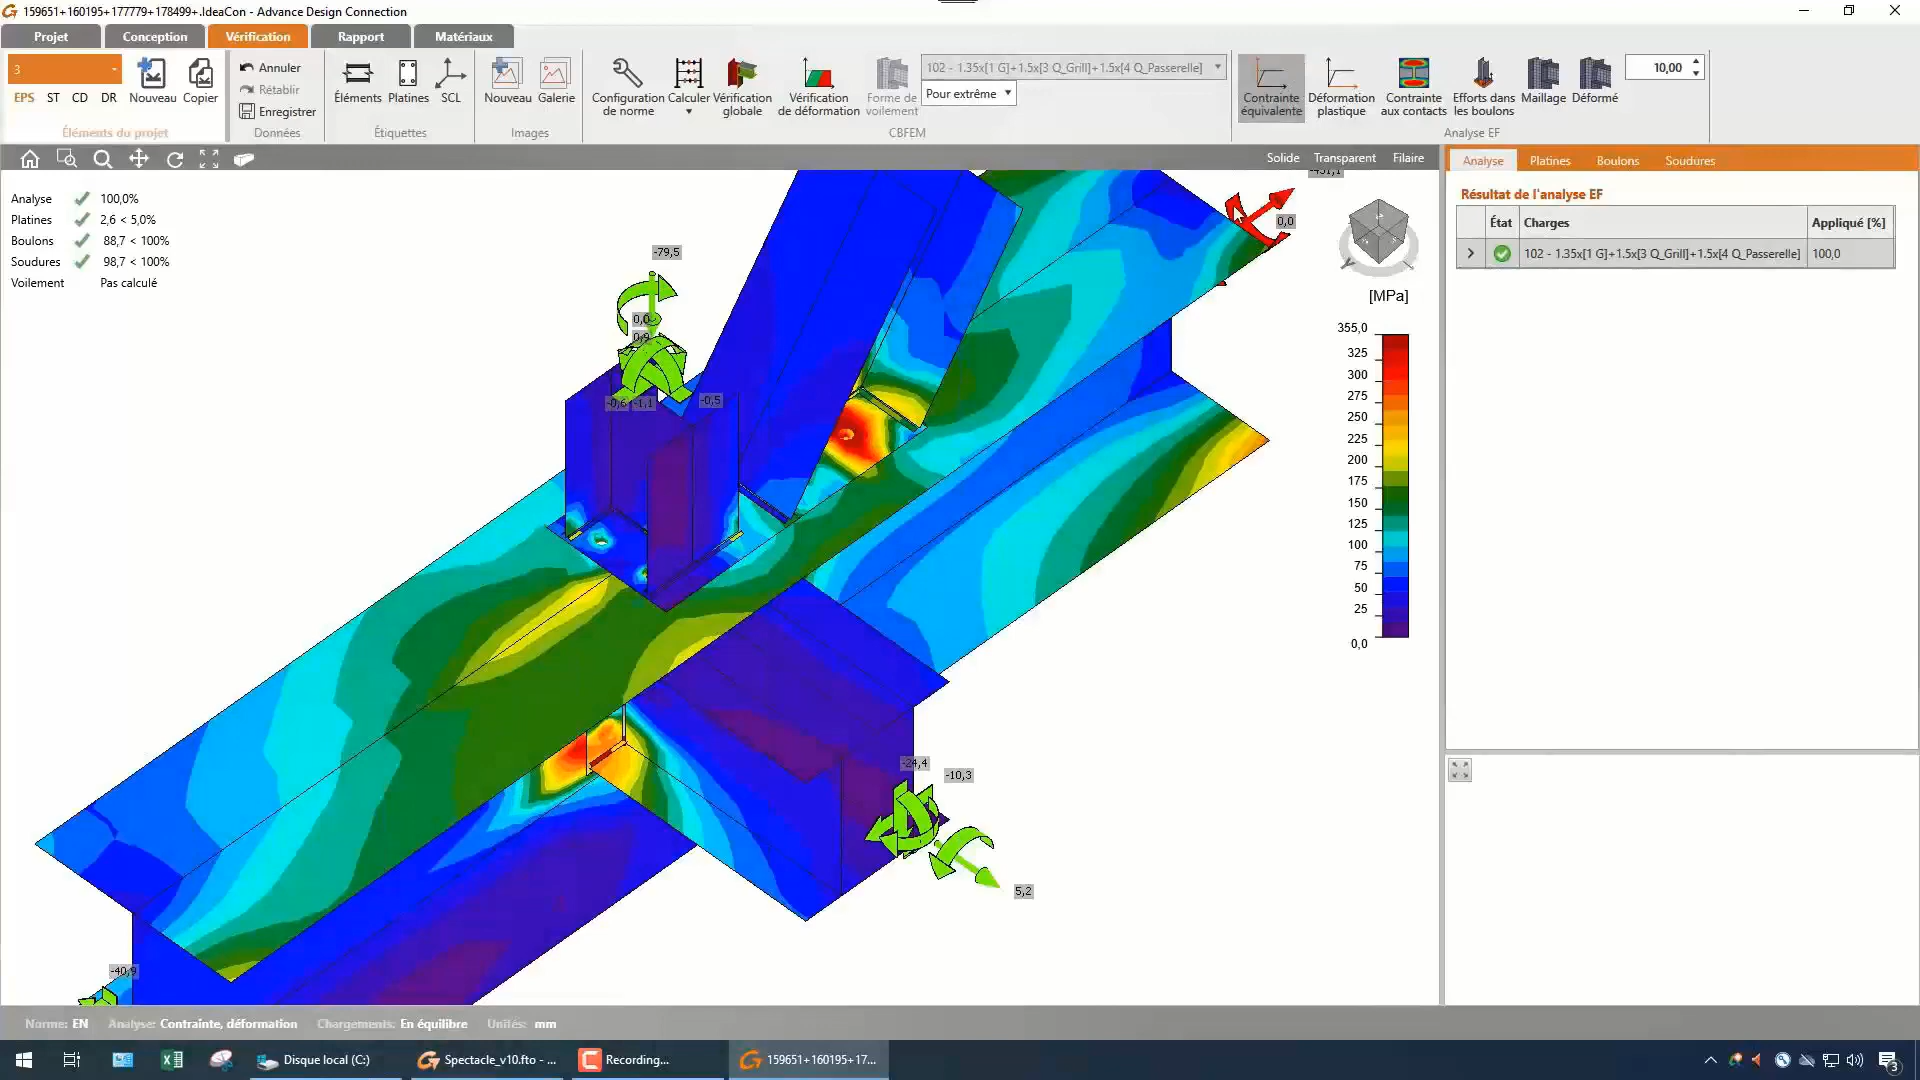 159651+160195+177779+178499+.IdeaCon - Advance Design Connection
Projet Conception Vérification Rapport Matériaux
3
EPS ST CD DR
Nouveau Copier
Éléments du projet
Annuler
Rétablir
Enregistrer
Données
Éléments Platines SCL
Étiquettes
Nouveau Galerie
Images
Configuration de norme
Calculer
Vérification globale
Vérification de déformation
Forme de voilement
102 - 1.35x[1 G]+1.5x[3 Q_Grill]+1.5x[4 Q_Passerelle]
Pour extrême
CBFEM
Contrainte équivalente
Déformation plastique
Contrainte aux contacts
Efforts dans les boulons
Maillage Déformé
10,00
Analyse EF
Solide Transparent Filaire
Analyse 100,0%
Platines 2,6 < 5,0%
Boulons 88,7 < 100%
Soudures 98,7 < 100%
Voilement Pas calculé
0,0
-79,5
0,0
-0,6 -1,1 -0,5
-24,4
-10,3
5,2
-40,9
[MPa]
355,0
325
300
275
250
225
200
175
150
125
100
75
50
25
0,0
Analyse Platines Boulons Soudures
Résultat de l'analyse EF
État Charges Appliqué [%]
102 - 1.35x[1 G]+1.5x[3 Q_Grill]+1.5x[4 Q_Passerelle] 100,0
Norme: EN Analyse: Contrainte, déformation Chargements: En équilibre Unités: mm
Disque local (C:)
Spectacle_v10.fto - ...
Recording...
159651+160195+17...
3